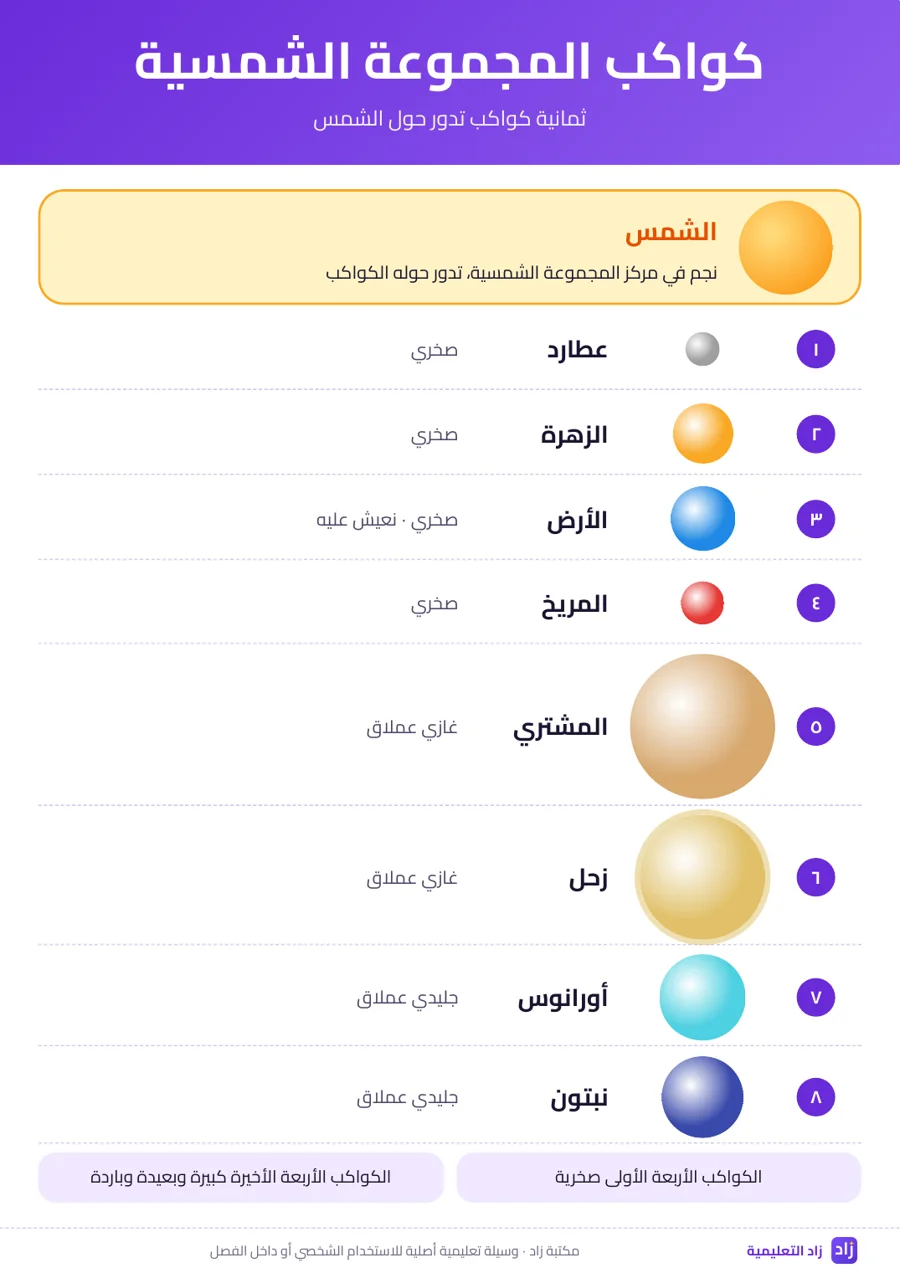 كواكب المجموعة الشمسية
ثمانية كواكب تدور حول الشمس
الشمس
نجم في مركز المجموعة الشمسية، تدور حوله الكواكب
١ عطارد صخري
٢ الزهرة صخري
٣ الأرض صخري · نعيش عليه
٤ المريخ صخري
٥ المشتري غازي عملاق
٦ زحل غازي عملاق
٧ أورانوس جليدي عملاق
٨ نبتون جليدي عملاق
الكواكب الأربعة الأولى صخرية
الكواكب الأربعة الأخيرة كبيرة وبعيدة وباردة
زاد زاد التعليمية
مكتبة زاد · وسيلة تعليمية أصلية للاستخدام الشخصي أو داخل الفصل